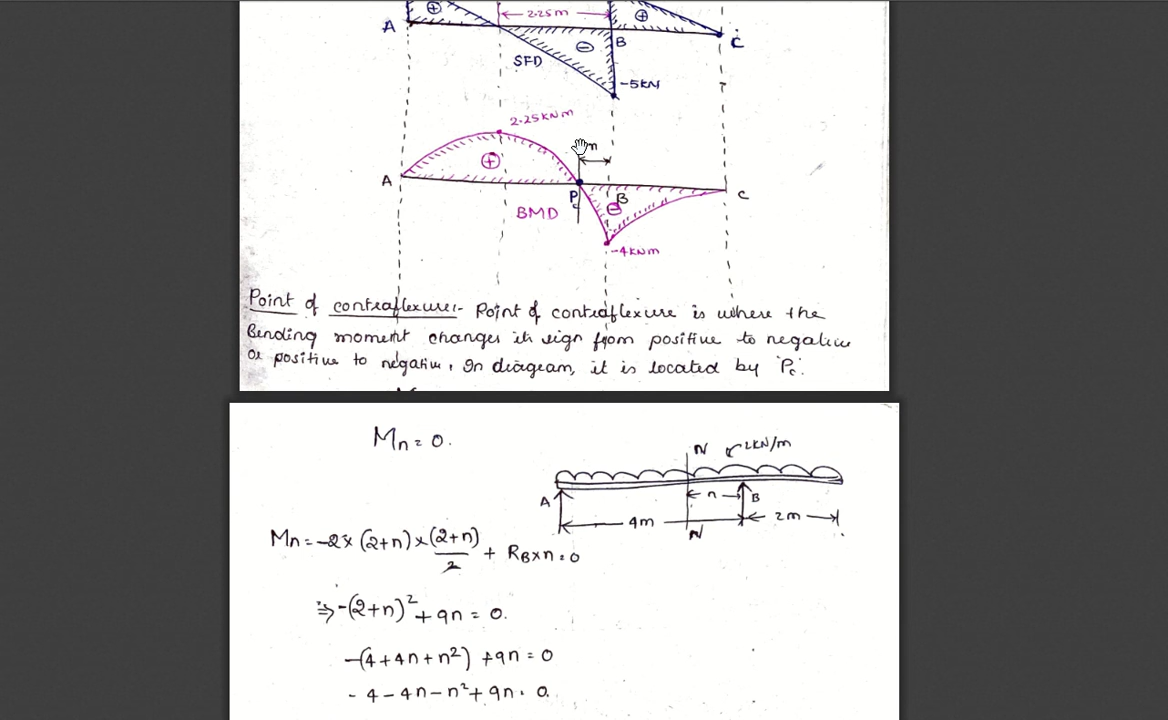 ⊕
2.25m
⊕
A
⊖
B
C
SFD
-5kN
2.25kNm
⊕
n
A
P
c
B
C
⊖
BMD
-4kNm
Point of contraflexure:- Point of contraflexure is where the
Bending moment changes its sign from positive to negative
or positive to negative. In diagram, it is located by 'Pc'.
Mn = 0.
N
2kN/m
A
n
B
4m
2m
N
Mn = -2 × (2+n) × (2+n)/2 + RB×n = 0
⇒ -(2+n)² + 9n = 0.
-(4+4n+n²) + 9n = 0
- 4 - 4n - n² + 9n = 0.